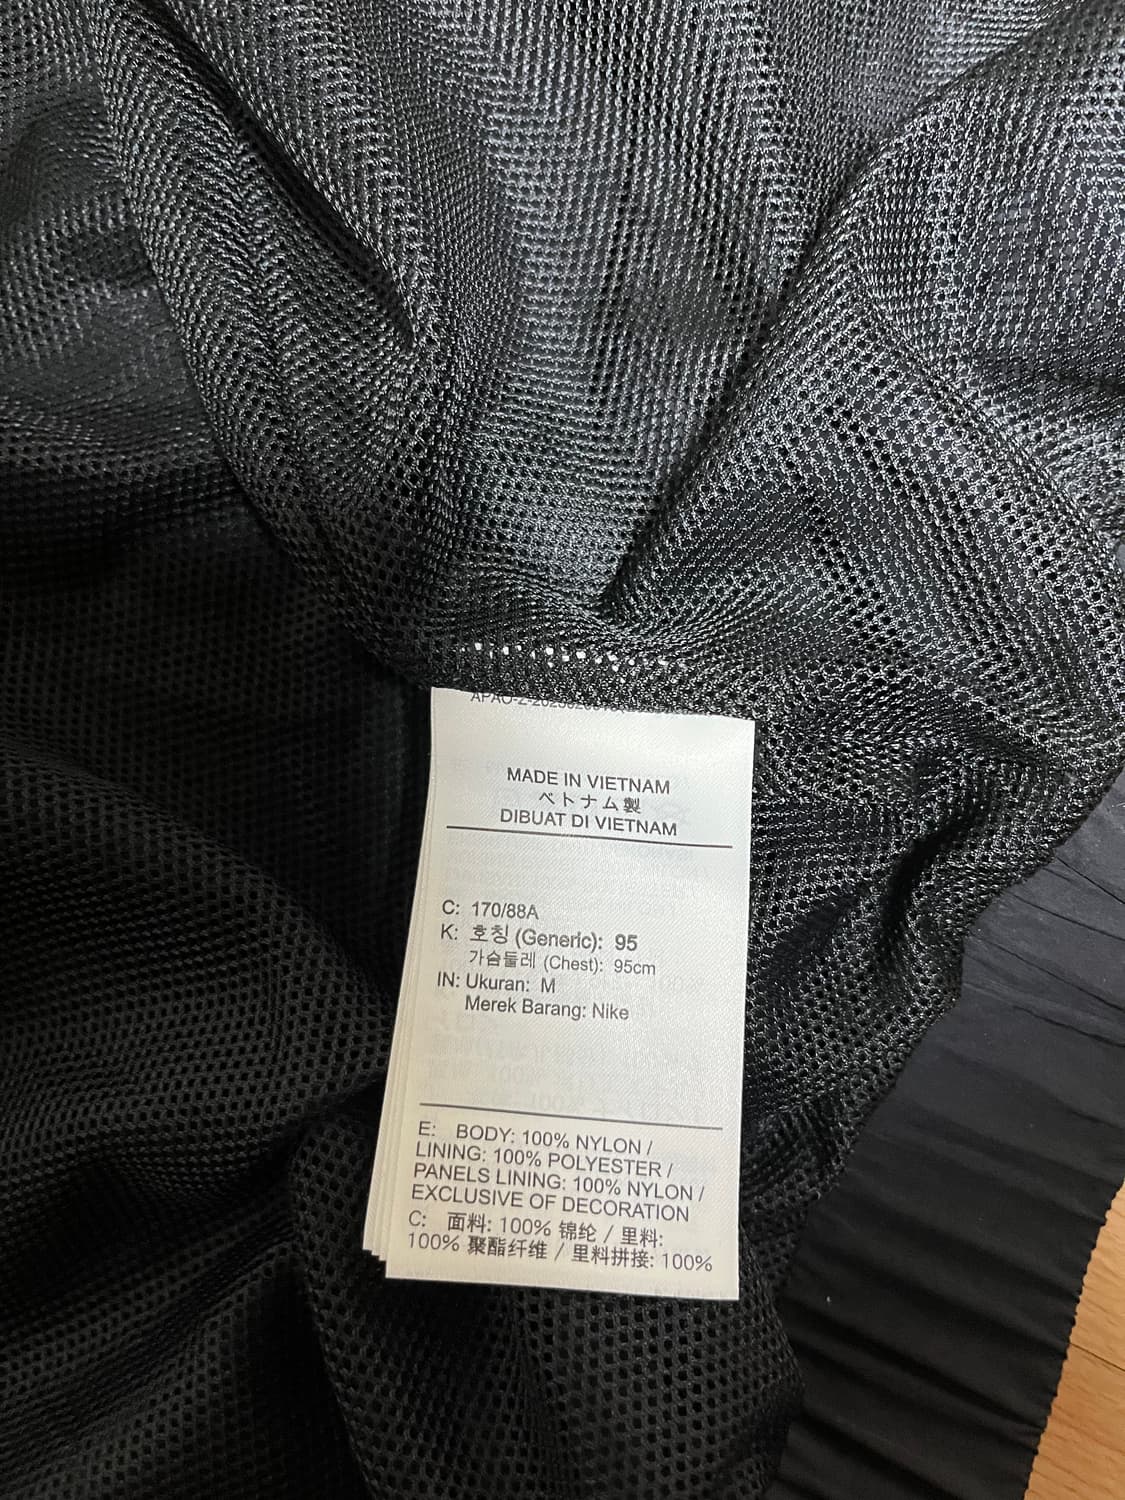 MADE IN VIETNAM
ベトナム製
DIBUAT DI VIETNAM
C: 170/88A
K: 호칭 (Generic): 95
가슴둘레 (Chest): 95cm
IN: Ukuran: M
Merek Barang: Nike
E: BODY: 100% NYLON /
LINING: 100% POLYESTER /
PANELS LINING: 100% NYLON /
EXCLUSIVE OF DECORATION
C: 面料: 100% 锦纶 / 里料:
100% 聚酯纤维 / 里料拼接: 100%